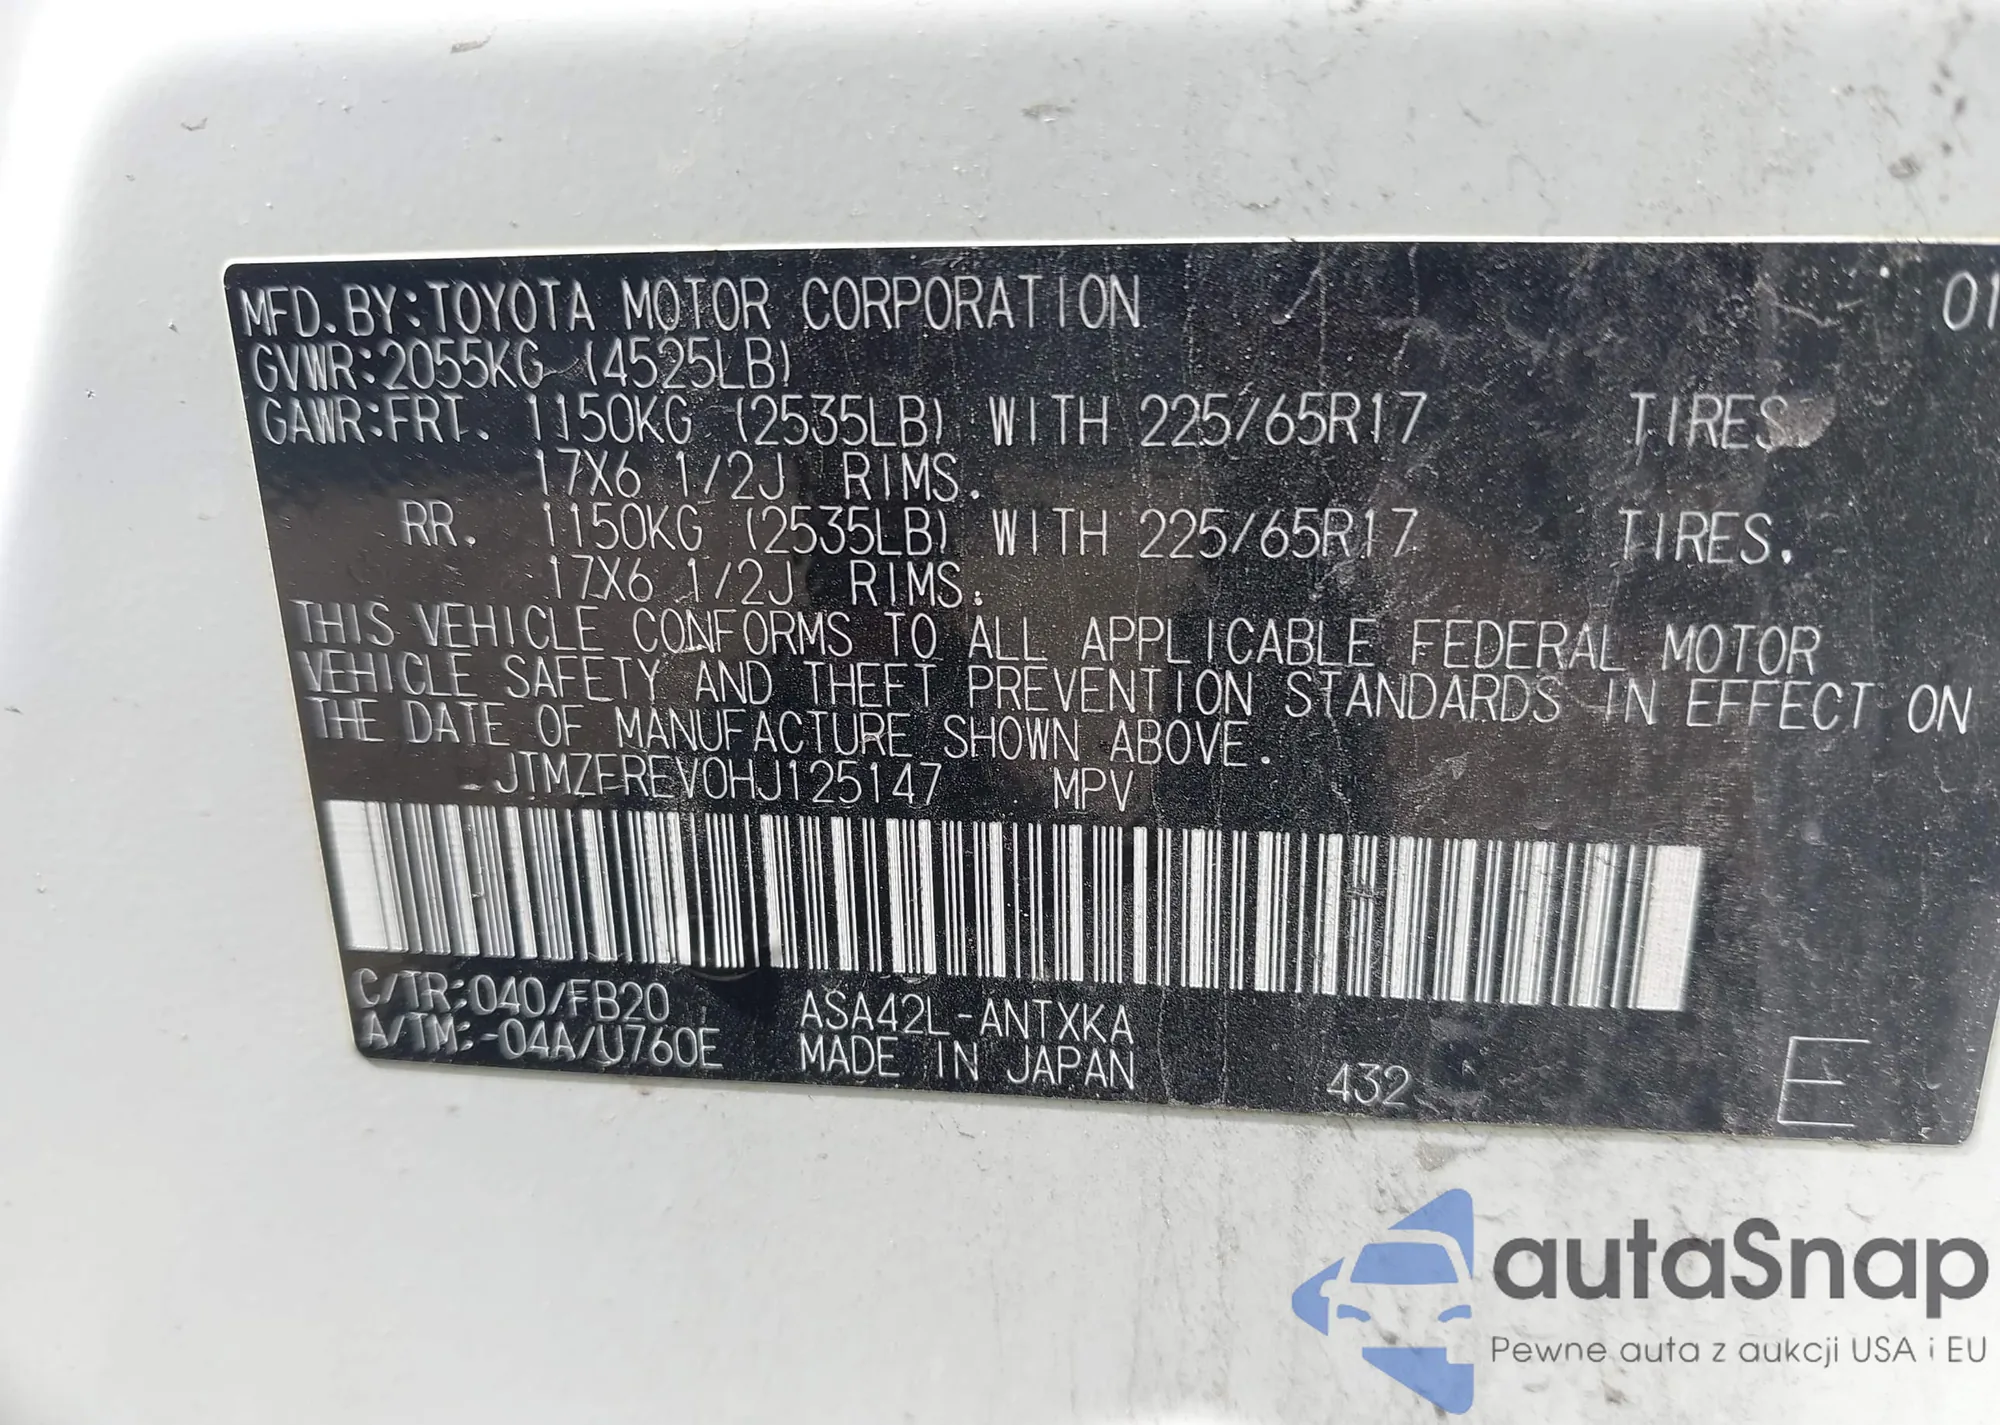 MFD. BY: TOYOTA MOTOR CORPORATION 01
GVWR: 2055KG (4525LB)
GAWR: FRT. 1150KG (2535LB) WITH 225/65R17 TIRES.
17X6 1/2J RIMS.
RR. 1150KG (2535LB) WITH 225/65R17 TIRES.
17X6 1/2J RIMS.
THIS VEHICLE CONFORMS TO ALL APPLICABLE FEDERAL MOTOR
VEHICLE SAFETY AND THEFT PREVENTION STANDARDS IN EFFECT ON
THE DATE OF MANUFACTURE SHOWN ABOVE.
JTMZFREV0HJ125147 MPV
C/TR: 040/FB20 ASA42L-ANTXKA
A/TM: -04A/U760E MADE IN JAPAN 432 E
autaSnap
Pewne auta z aukcji USA i EU